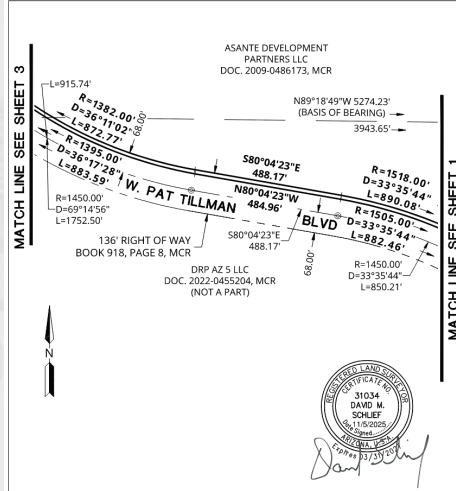 ASANTE DEVELOPMENT
PARTNERS LLC
DOC. 2009-0486173, MCR
MATCH LINE SEE SHEET 3
L=915.74'
R=1382.00'
D=36°11'02"
L=872.77'
68.00'
N89°18'49"W 5274.23'
(BASIS OF BEARING)
3943.65'
R=1395.00'
D=36°17'28"
L=883.59'
S80°04'23"E
488.17'
R=1518.00'
D=33°35'44"
L=890.08'
N80°04'23"W
484.96'
R=1505.00'
D=33°35'44"
L=882.46'
R=1450.00'
D=69°14'56"
L=1752.50'
W. PAT TILLMAN BLVD
S80°04'23"E
488.17'
136' RIGHT OF WAY
BOOK 918, PAGE 8, MCR
68.00'
R=1450.00'
D=33°35'44"
L=850.21'
MATCH LINE SEE SHEET 1
DRP AZ 5 LLC
DOC. 2022-0455204, MCR
(NOT A PART)
N
REGISTERED LAND SURVEYOR
CERTIFICATE NO.
31034
DAVID M.
SCHLIEF
Date Signed
11/5/2025
ARIZONA, U.S.A.